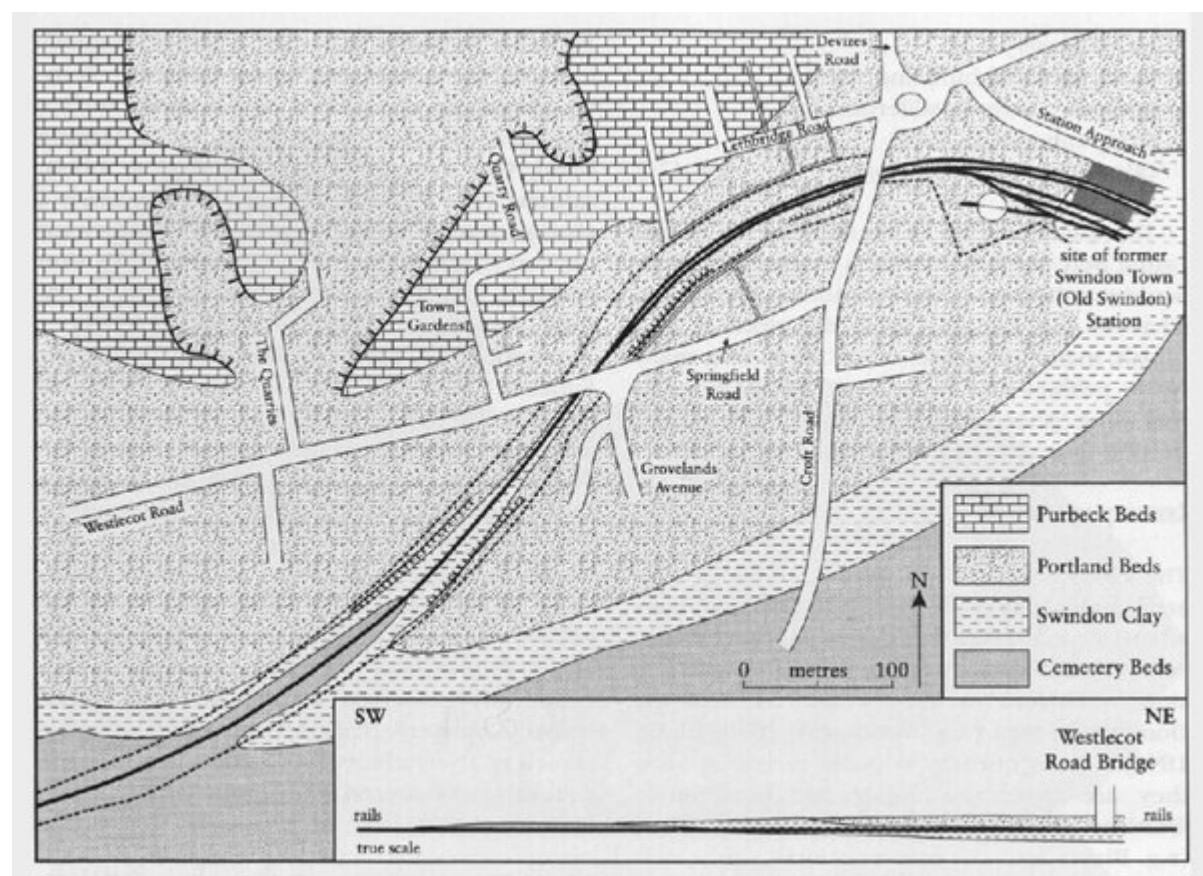 Devizes
Road
Station Approach
Lethbridge Road
Quarry Road
site of former
Swindon Town
(Old Swindon)
Station
Town
Gardens
The Quarries
Springfield
Road
Croft Road
Grovelands
Avenue
Westlecot Road
Purbeck Beds
Portland Beds
Swindon Clay
Cemetery Beds
N
0 metres 100
SW NE
Westlecot
Road Bridge
rails rails
true scale